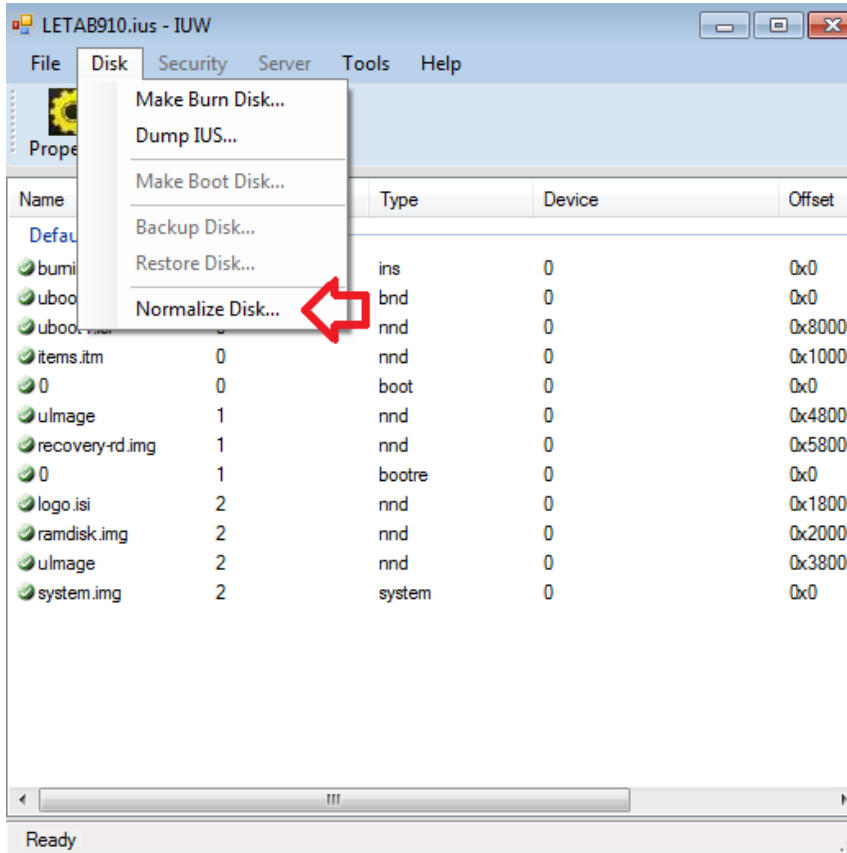 LETAB910.ius - IUW
File Disk Security Server Tools Help
Make Burn Disk...
Dump IUS...
Make Boot Disk...
Backup Disk...
Restore Disk...
Normalize Disk...
Prope
Name Type Device Offset
Defau
bumi ins 0 0x0
uboo bnd 0 0x0
nnd 0 0x8000
items.itm 0 nnd 0 0x1000
0 0 boot 0 0x0
uImage 1 nnd 0 0x4800
recovery-rd.img 1 nnd 0 0x5800
0 1 bootre 0 0x0
logo.isi 2 nnd 0 0x1800
ramdisk.img 2 nnd 0 0x2000
uImage 2 nnd 0 0x3800
system.img 2 system 0 0x0
Ready